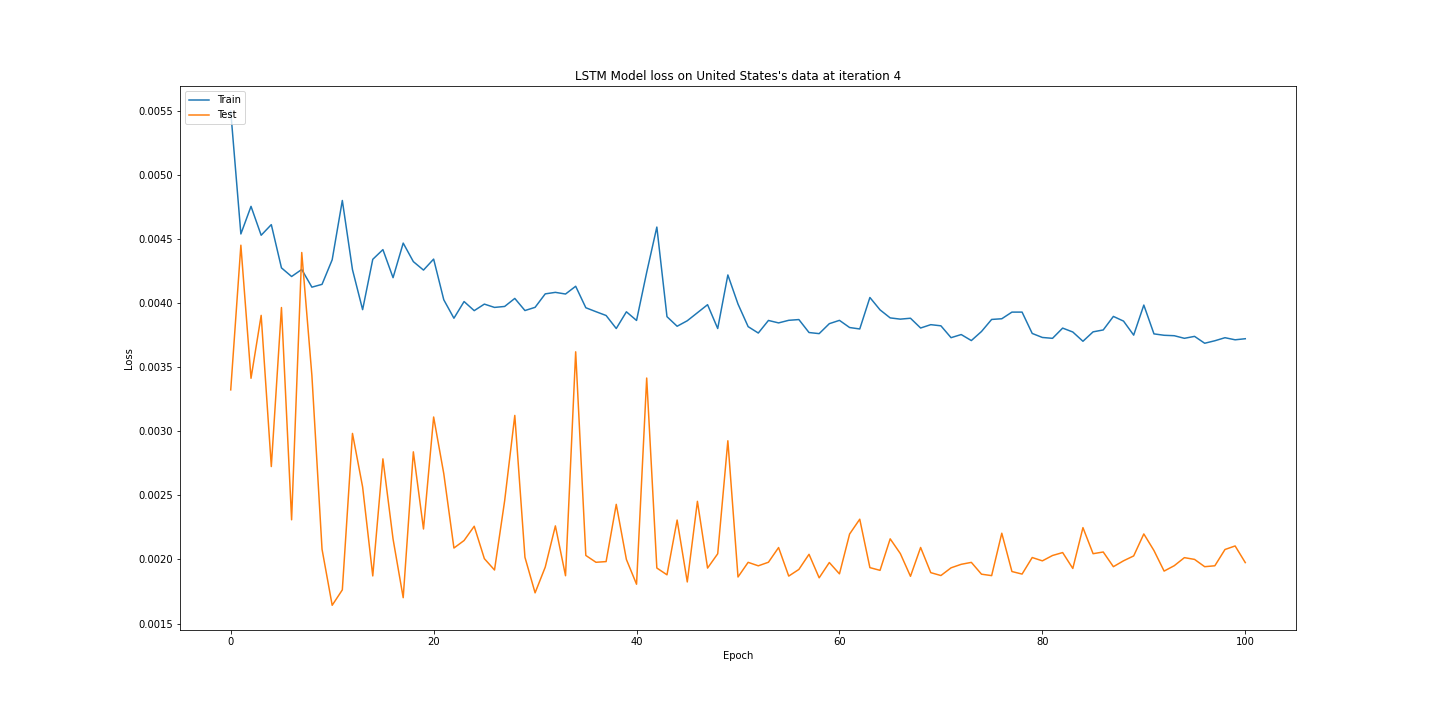 LSTM Model loss on United States's data at iteration 4
Train
Test
0.0055
0.0050
0.0045
0.0040
0.0035
0.0030
0.0025
0.0020
0.0015
Loss
0 20 40 60 80 100
Epoch